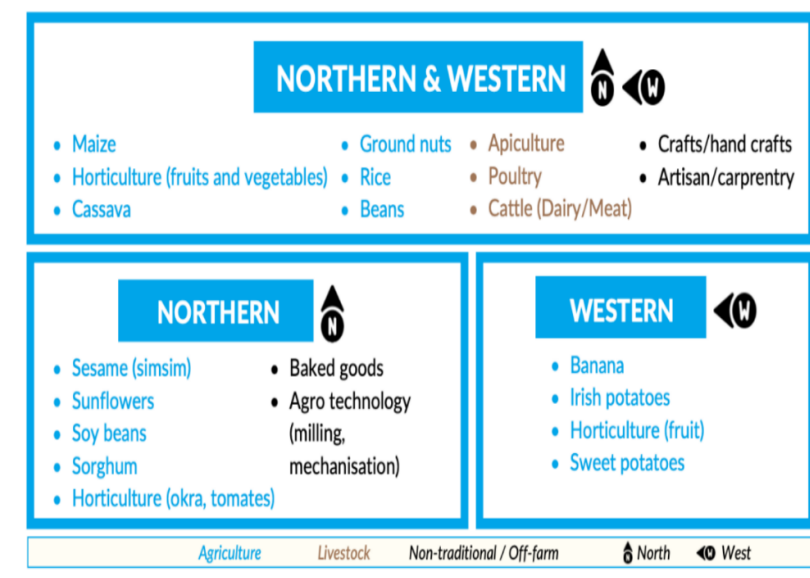 NORTHERN & WESTERN N W
• Maize
• Horticulture (fruits and vegetables)
• Cassava
• Ground nuts
• Rice
• Beans
• Apiculture
• Poultry
• Cattle (Dairy/Meat)
• Crafts/hand crafts
• Artisan/carprentry
NORTHERN N
• Sesame (simsim)
• Sunflowers
• Soy beans
• Sorghum
• Horticulture (okra, tomates)
• Baked goods
• Agro technology
(milling,
mechanisation)
WESTERN W
• Banana
• Irish potatoes
• Horticulture (fruit)
• Sweet potatoes
Agriculture Livestock Non-traditional / Off-farm N North W West